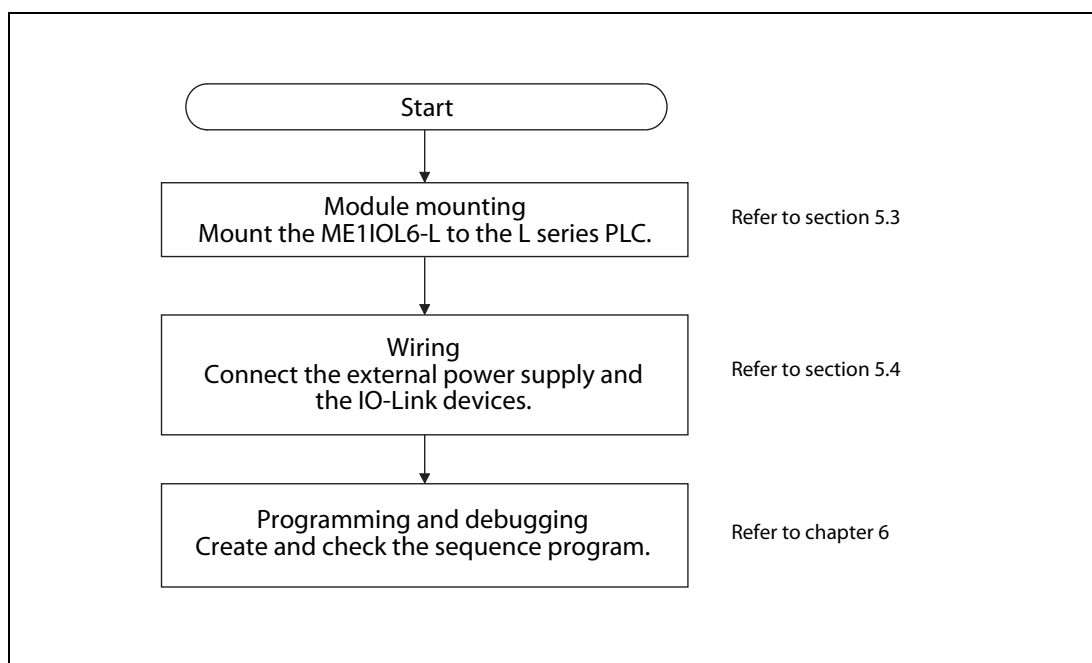 Start
Module mounting
Mount the ME1IOL6-L to the L series PLC.
Refer to section 5.3
Wiring
Connect the external power supply and
the IO-Link devices.
Refer to section 5.4
Programming and debugging
Create and check the sequence program.
Refer to chapter 6